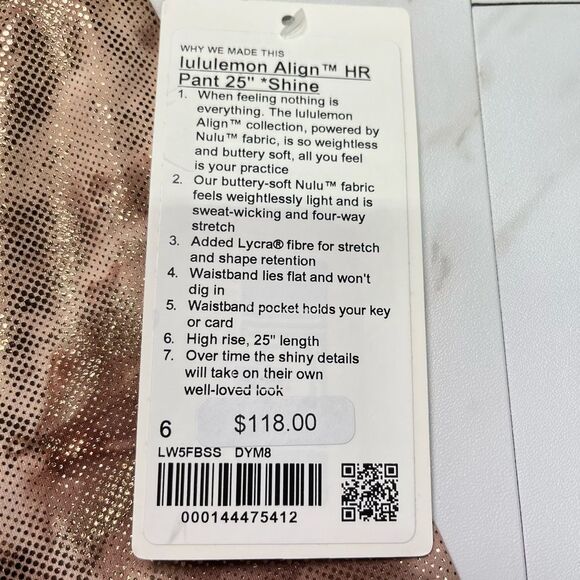 WHY WE MADE THIS
lululemon Align™ HR
Pant 25" *Shine
1. When feeling nothing is
everything. The lululemon
Align™ collection, powered by
Nulu™ fabric, is so weightless
and buttery soft, all you feel
is your practice
2. Our buttery-soft Nulu™ fabric
feels weightlessly light and is
sweat-wicking and four-way
stretch
3. Added Lycra® fibre for stretch
and shape retention
4. Waistband lies flat and won't
dig in
5. Waistband pocket holds your key
or card
6. High rise, 25" length
7. Over time the shiny details
will take on their own
well-loved look
6 $118.00
LW5FBSS DYM8
000144475412